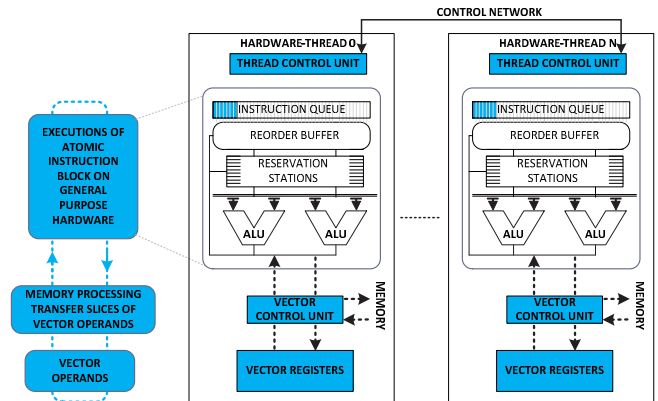 CONTROL NETWORK
EXECUTIONS OF
ATOMIC
INSTRUCTION
BLOCK ON
GENERAL
PURPOSE
HARDWARE
MEMORY PROCESSING
TRANSFER SLICES OF
VECTOR OPERANDS
VECTOR
OPERANDS
HARDWARE-THREAD 0
THREAD CONTROL UNIT
INSTRUCTION QUEUE
REORDER BUFFER
RESERVATION
STATIONS
ALU
ALU
VECTOR
CONTROL UNIT
MEMORY
VECTOR REGISTERS
HARDWARE-THREAD N
THREAD CONTROL UNIT
INSTRUCTION QUEUE
REORDER BUFFER
RESERVATION
STATIONS
ALU
ALU
VECTOR
CONTROL UNIT
MEMORY
VECTOR REGISTERS